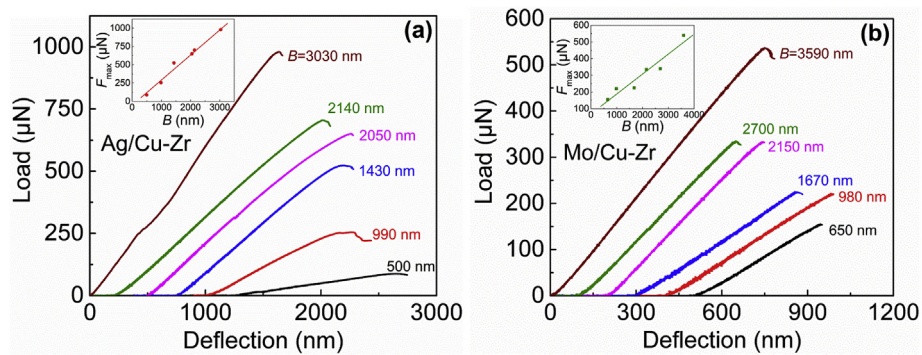 (a)
1000
750
500
250
0
Load (μN)
0
1000
2000
3000
Deflection (nm)
1000
750
500
250
0
F max (μN)
0
1000
2000
3000
B (nm)
Ag/Cu-Zr
B=3030 nm
2140 nm
2050 nm
1430 nm
990 nm
500 nm
(b)
600
500
400
300
200
100
0
Load (μN)
0
300
600
900
1200
Deflection (nm)
600
500
400
300
200
100
F max (μN)
0
1000
2000
3000
4000
B (nm)
Mo/Cu-Zr
B=3590 nm
2700 nm
2150 nm
1670 nm
980 nm
650 nm